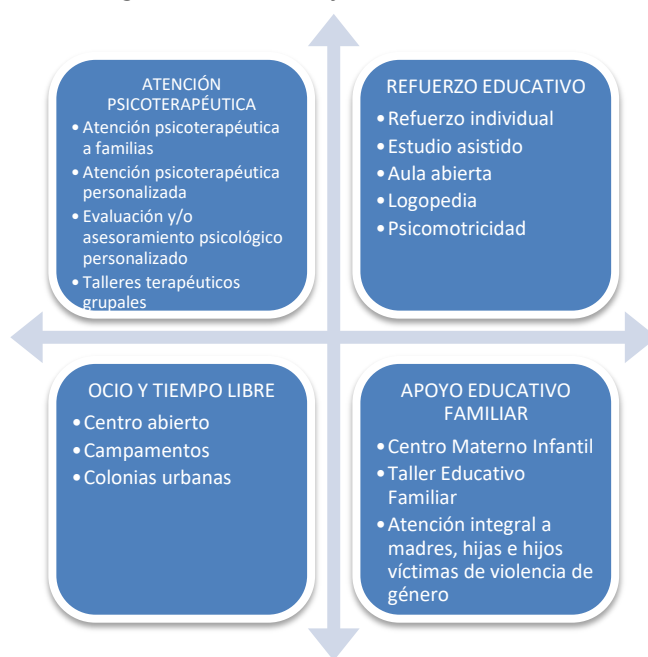 ATENCIÓN
PSICOTERAPÉUTICA
• Atención psicoterapéutica
a familias
• Atención psicoterapéutica
personalizada
• Evaluación y/o
asesoramiento psicológico
personalizado
• Talleres terapéuticos
grupales
REFUERZO EDUCATIVO
• Refuerzo individual
• Estudio asistido
• Aula abierta
• Logopedia
• Psicomotricidad
OCIO Y TIEMPO LIBRE
• Centro abierto
• Campamentos
• Colonias urbanas
APOYO EDUCATIVO
FAMILIAR
• Centro Materno Infantil
• Taller Educativo
Familiar
• Atención integral a
madres, hijas e hijos
víctimas de violencia de
género